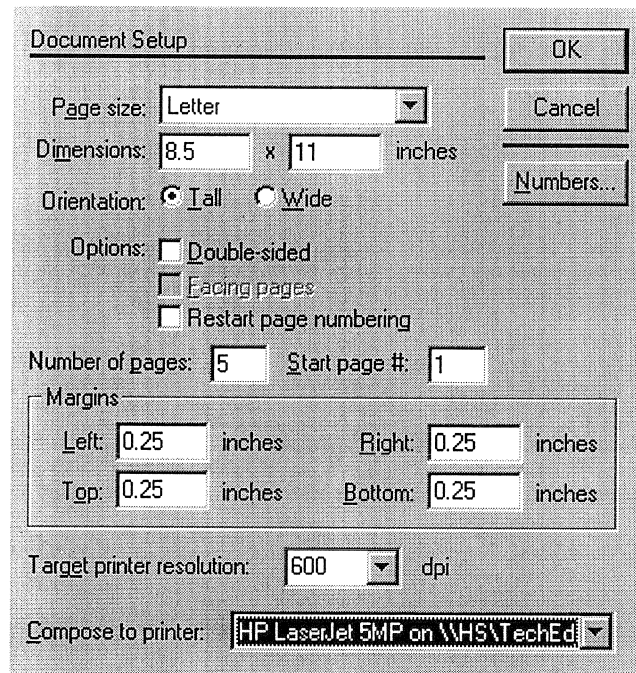 Document Setup
OK
Page size: Letter
Cancel
Dimensions: 8.5 x 11 inches
Numbers...
Orientation: Tall Wide
Options: Double-sided
Facing pages
Restart page numbering
Number of pages: 5 Start page #: 1
Margins
Left: 0.25 inches Right: 0.25 inches
Top: 0.25 inches Bottom: 0.25 inches
Target printer resolution: 600 dpi
Compose to printer: HP LaserJet 5MP on \\HS\TechEd